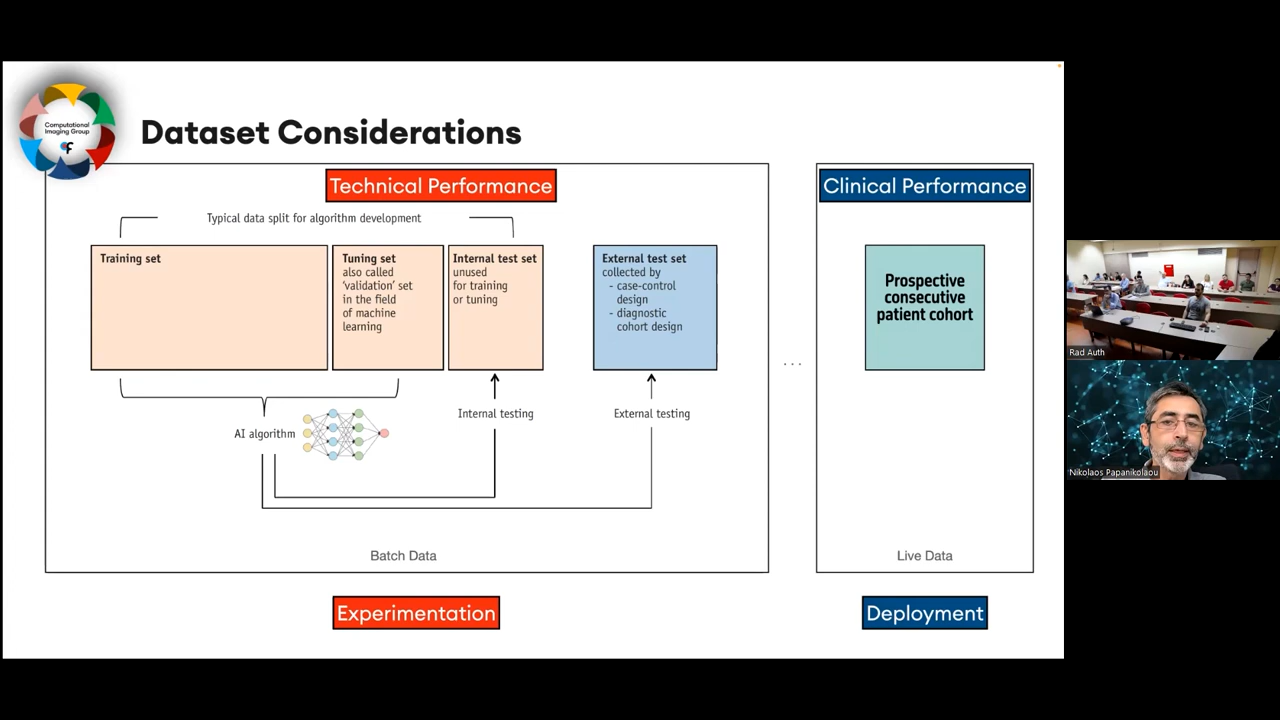 Computational
Imaging Group
f
Dataset Considerations
Technical Performance
Typical data split for algorithm development
Training set
Tuning set
also called
‘validation’ set
in the field
of machine
learning
Internal test set
unused
for training
or tuning
External test set
collected by
- case-control
design
- diagnostic
cohort design
AI algorithm
Internal testing
External testing
Batch Data
Experimentation
...
Clinical Performance
Prospective
consecutive
patient cohort
Live Data
Deployment
Rad Auth
Nikolaos Papanikolaou